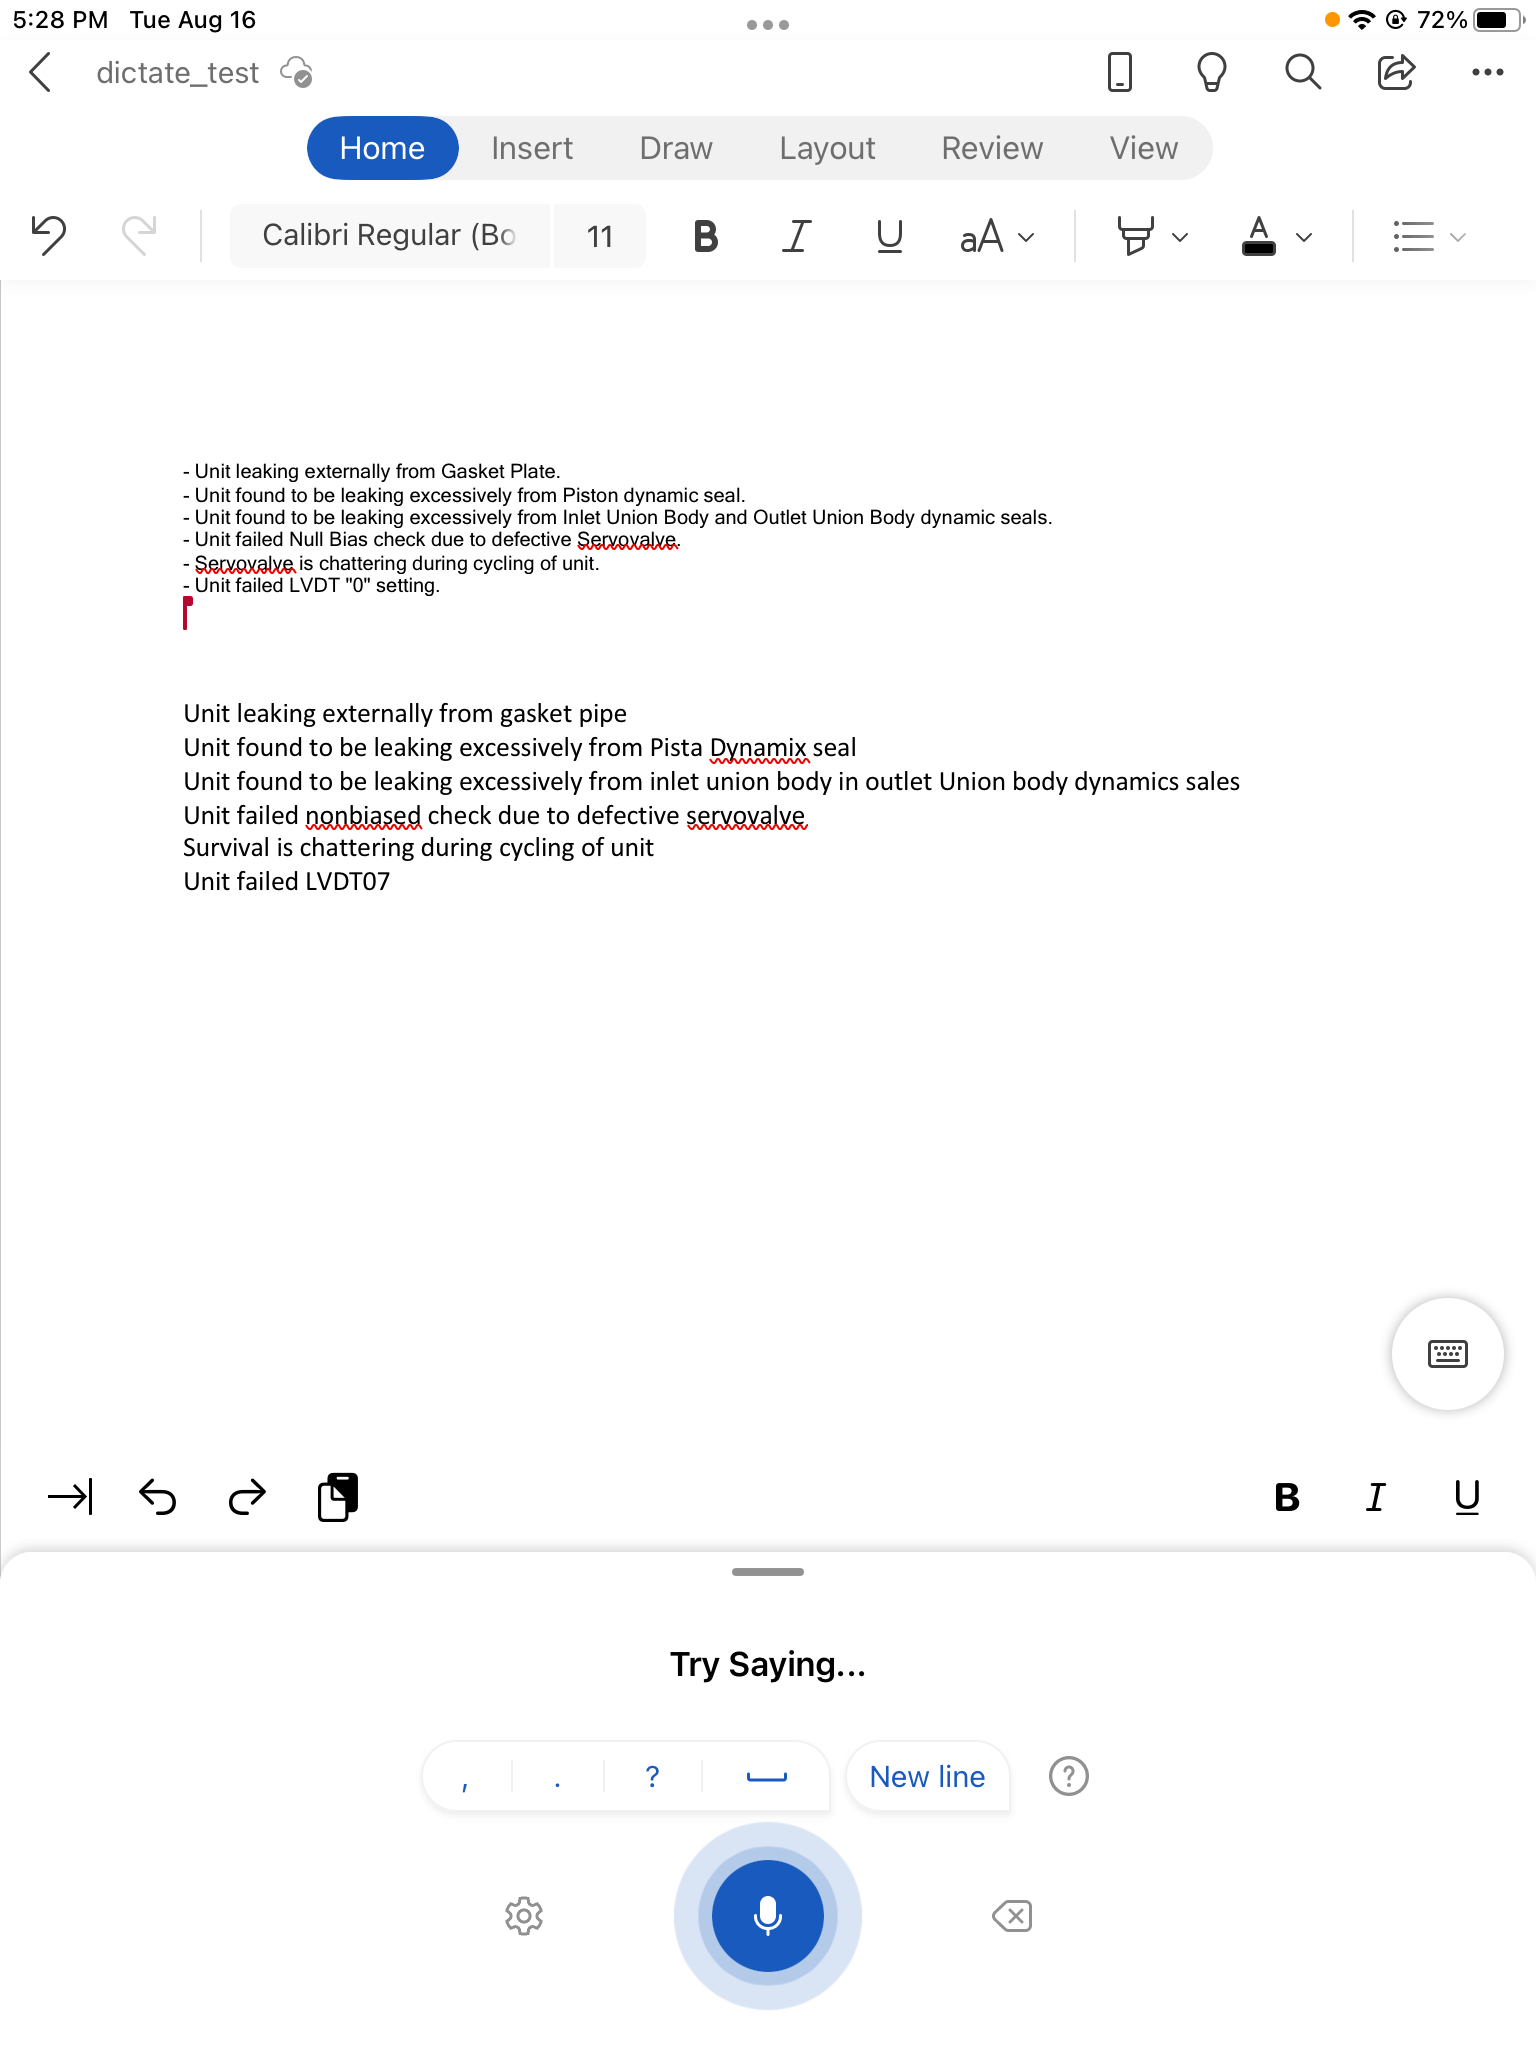 5:28 PM Tue Aug 16 72%
dictate_test
Home Insert Draw Layout Review View
Calibri Regular (Bo 11 B I U aA A
- Unit leaking externally from Gasket Plate.
- Unit found to be leaking excessively from Piston dynamic seal.
- Unit found to be leaking excessively from Inlet Union Body and Outlet Union Body dynamic seals.
- Unit failed Null Bias check due to defective Servovalve.
- Servovalve is chattering during cycling of unit.
- Unit failed LVDT "0" setting.
Unit leaking externally from gasket pipe
Unit found to be leaking excessively from Pista Dynamix seal
Unit found to be leaking excessively from inlet union body in outlet Union body dynamics sales
Unit failed nonbiased check due to defective servovalve
Survival is chattering during cycling of unit
Unit failed LVDT07
B I U
Try Saying...
, . ? New line ?